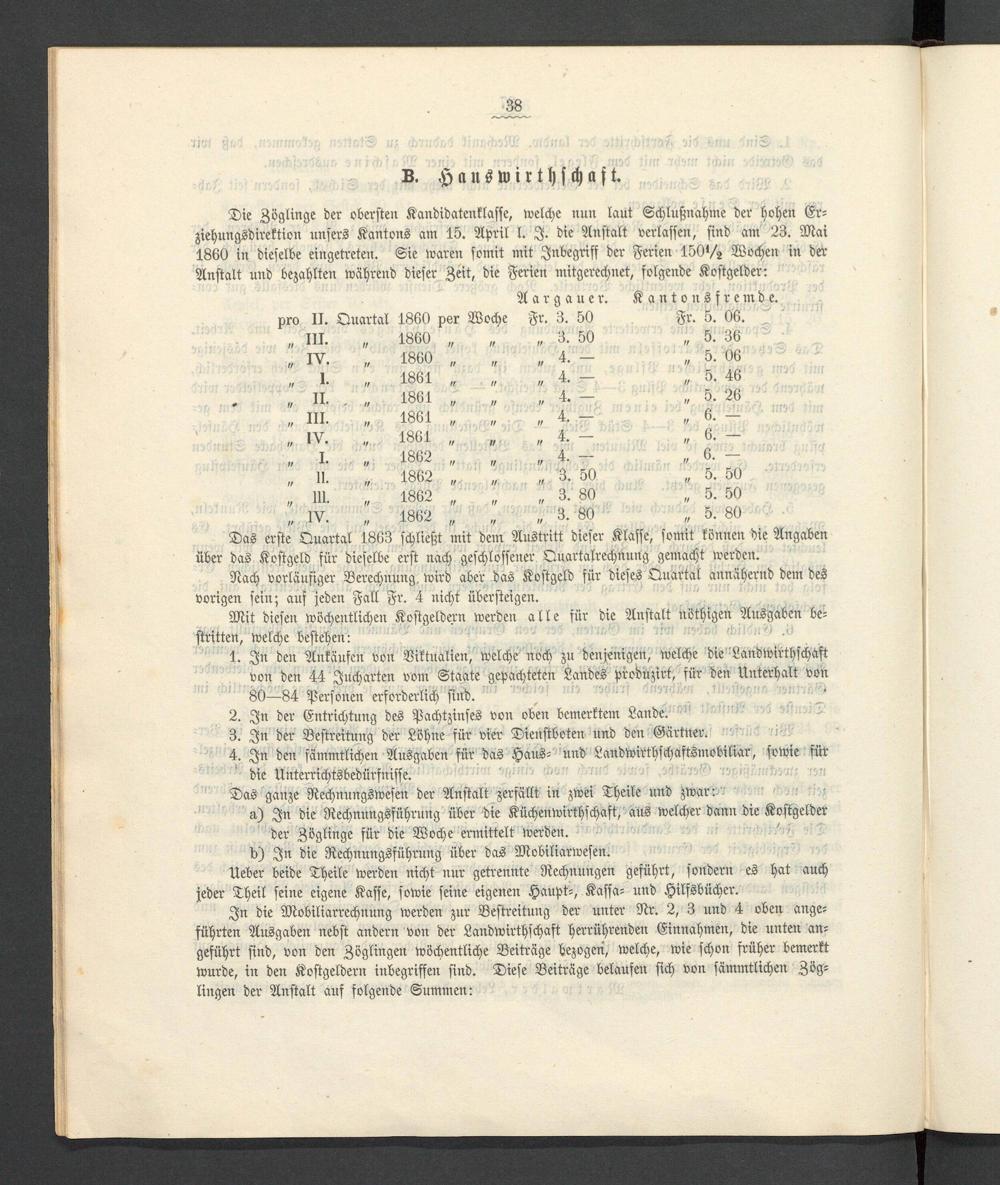 38
B. Hauswirthschaft.
Die Zöglinge der obersten Kandidatenklasse, welche nun laut Schlußnahme der hohen Er-
ziehungsdirektion unsers Kantons am 15. April l. J. die Anstalt verlassen, sind am 23. Mai
1860 in dieselbe eingetreten. Sie waren somit mit Inbegriff der Ferien 150½ Wochen in der
Anstalt und bezahlten während dieser Zeit, die Ferien mitgerechnet, folgende Kostgelder:
Aargauer. Kantonsfremde.
pro II. Quartal 1860 per Woche Fr. 3. 50 Fr. 5. 06.
„ III. „ 1860 „ „ „ 3. 50 „ 5. 36
„ IV. „ 1860 „ „ „ 4. — „ 5. 06
„ I. „ 1861 „ „ „ 4. — „ 5. 46
„ II. „ 1861 „ „ „ 4. — „ 5. 26
„ III. „ 1861 „ „ „ 4. — „ 6. —
„ IV. „ 1861 „ „ „ 4. — „ 6. —
„ I. „ 1862 „ „ „ 4. — „ 6. —
„ II. „ 1862 „ „ „ 3. 50 „ 5. 50
„ III. „ 1862 „ „ „ 3. 80 „ 5. 50
„ IV. „ 1862 „ „ „ 3. 80 „ 5. 80
Das erste Quartal 1863 schließt mit dem Austritt dieser Klasse, somit können die Angaben
über das Kostgeld für dieselbe erst nach geschlossener Quartalrechnung gemacht werden.
Nach vorläufiger Berechnung wird aber das Kostgeld für dieses Quartal annähernd dem des
vorigen sein; auf jeden Fall Fr. 4 nicht übersteigen.
Mit diesen wöchentlichen Kostgeldern werden alle für die Anstalt nöthigen Ausgaben be-
stritten, welche bestehen:
1. In den Ankäufen von Viktualien, welche noch zu denjenigen, welche die Landwirthschaft
von den 44 Jucharten vom Staate gepachteten Landes produzirt, für den Unterhalt von
80—84 Personen erforderlich sind.
2. In der Entrichtung des Pachtzinses von oben bemerktem Lande.
3. In der Bestreitung der Löhne für vier Dienstboten und den Gärtner.
4. In den sämmtlichen Ausgaben für das Haus- und Landwirthschaftsmobiliar, sowie für
die Unterrichtsbedürfnisse.
Das ganze Rechnungswesen der Anstalt zerfällt in zwei Theile und zwar:
a) In die Rechnungsführung über die Küchenwirthschaft, aus welcher dann die Kostgelder
der Zöglinge für die Woche ermittelt werden.
b) In die Rechnungsführung über das Mobiliarwesen.
Ueber beide Theile werden nicht nur getrennte Rechnungen geführt, sondern es hat auch
jeder Theil seine eigene Kasse, sowie seine eigenen Haupt-, Kassa- und Hilfsbücher.
In die Mobiliarrechnung werden zur Bestreitung der unter Nr. 2, 3 und 4 oben ange-
führten Ausgaben nebst andern von der Landwirthschaft herrührenden Einnahmen, die unten an-
geführt sind, von den Zöglingen wöchentliche Beiträge bezogen, welche, wie schon früher bemerkt
wurde, in den Kostgeldern inbegriffen sind. Diese Beiträge belaufen sich von sämmtlichen Zög-
lingen der Anstalt auf folgende Summen: